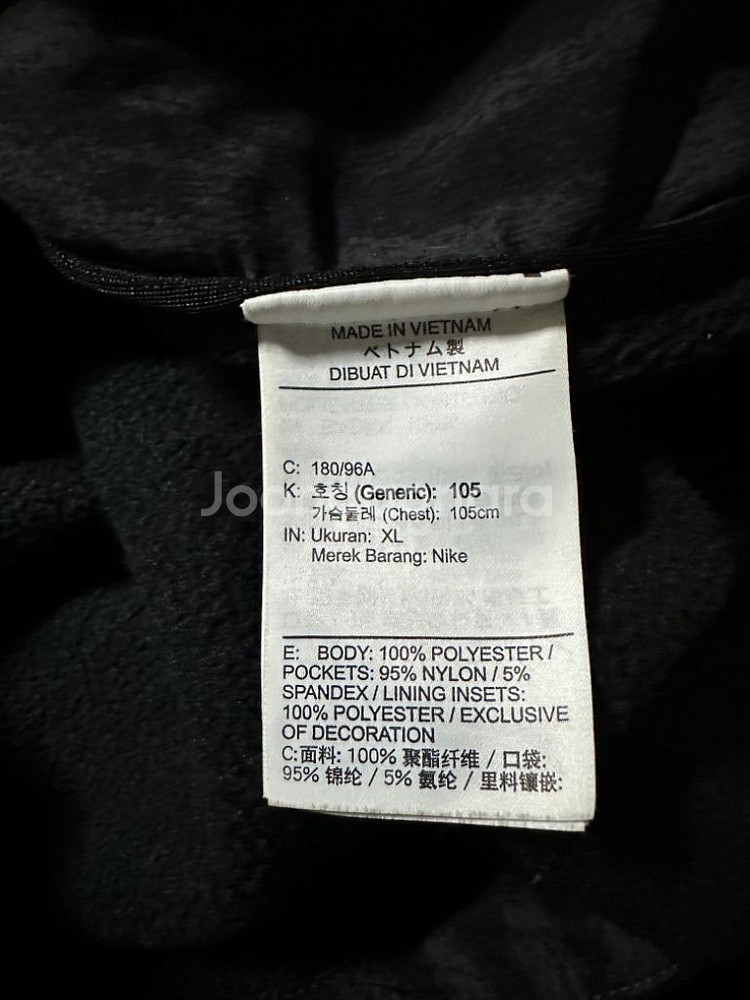 MADE IN VIETNAM
ベトナム製
DIBUAT DI VIETNAM
C: 180/96A
K: 호칭 (Generic): 105
가슴둘레 (Chest): 105cm
IN: Ukuran: XL
Merek Barang: Nike
E: BODY: 100% POLYESTER /
POCKETS: 95% NYLON / 5%
SPANDEX / LINING INSETS:
100% POLYESTER / EXCLUSIVE
OF DECORATION
C:面料: 100% 聚酯纤维 / 口袋:
95% 锦纶 / 5% 氨纶 / 里料镶嵌: